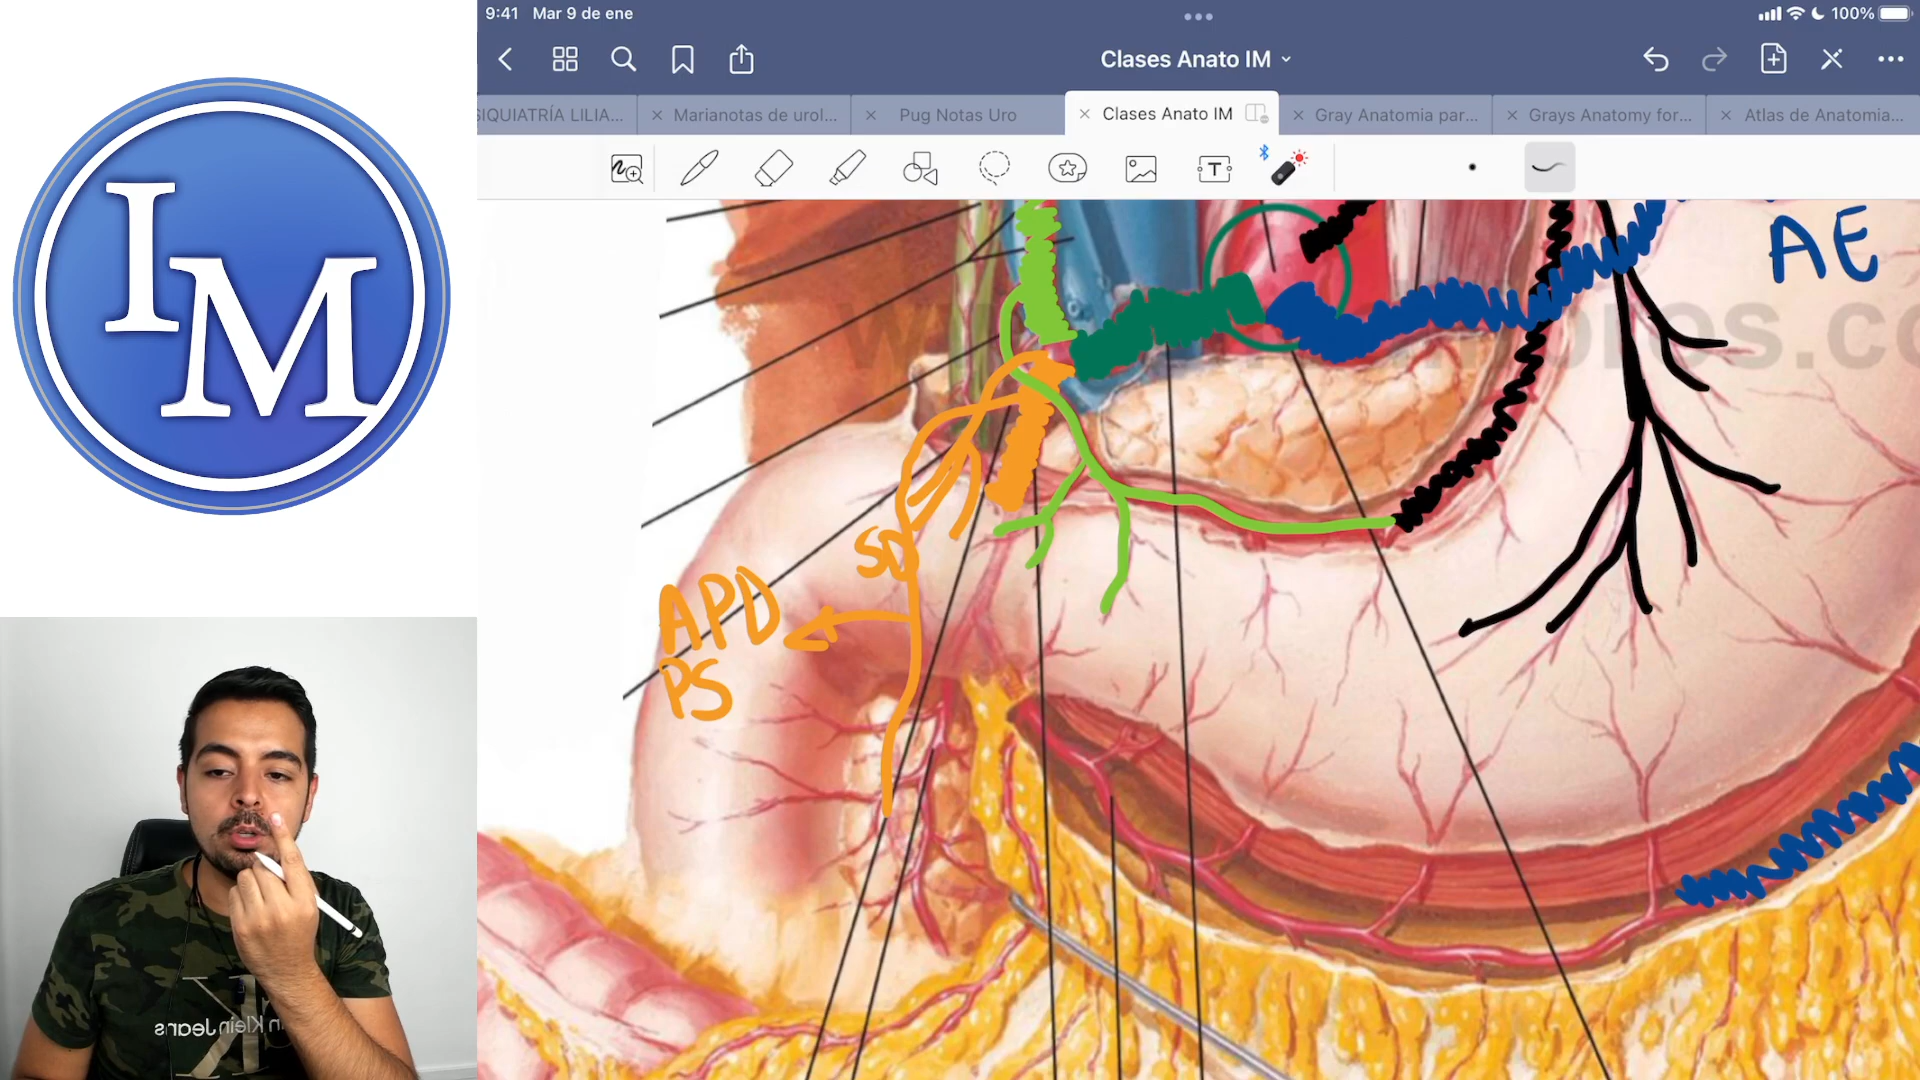 IM
9:41 Mar 9 de ene
100%
Clases Anato IM
SIQUIATRÍA LILIA...
Marianotas de urol...
Pug Notas Uro
Clases Anato IM
Gray Anatomia par...
Grays Anatomy for...
Atlas de Anatomia...
T
AE
SD
APD
PS